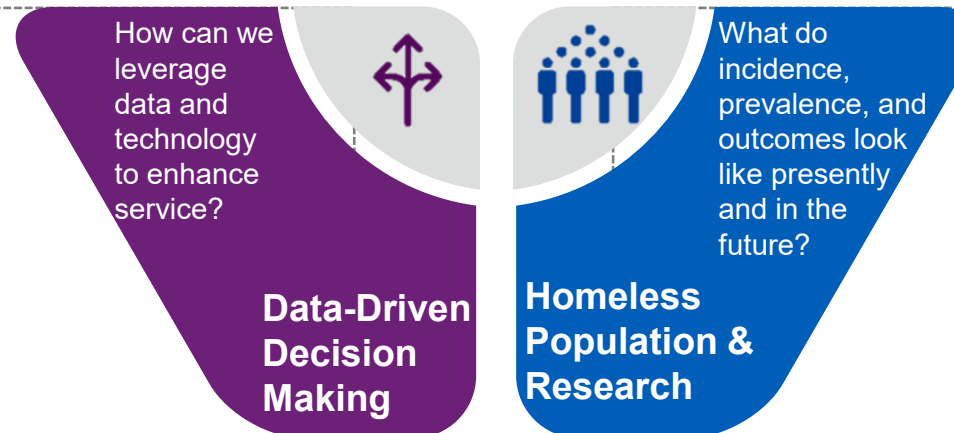 How can we
leverage
data and
technology
to enhance
service?
Data-Driven
Decision
Making
What do
incidence,
prevalence, and
outcomes look
like presently
and in the
future?
Homeless
Population &
Research